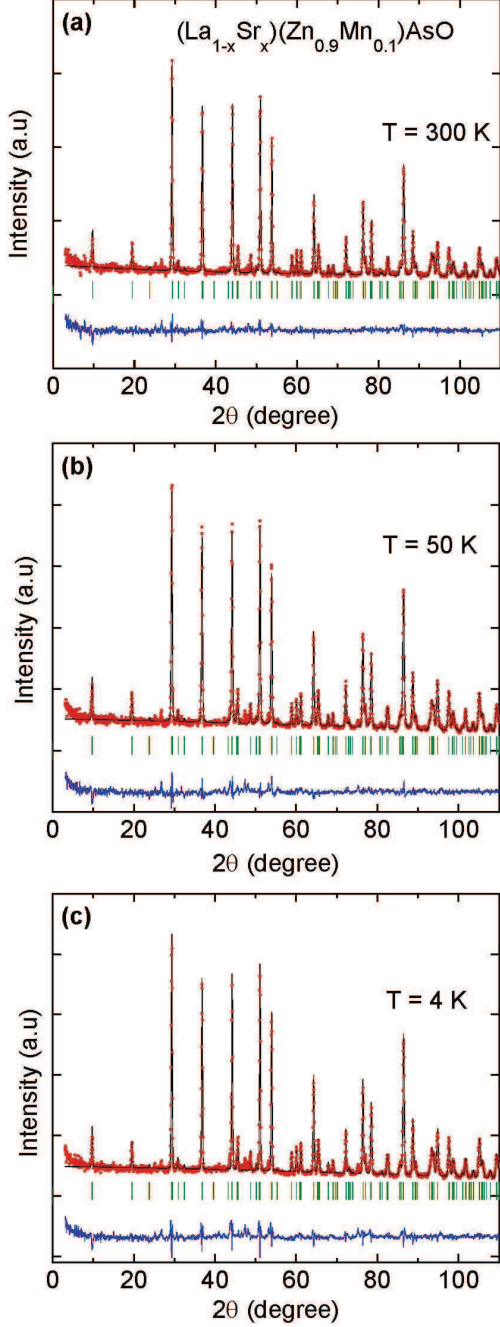 (a)
(La1-xSrx)(Zn0.9Mn0.1)AsO
T = 300 K
Intensity (a.u)
0 20 40 60 80 100
2θ (degree)
(b)
T = 50 K
Intensity (a.u)
0 20 40 60 80 100
2θ (degree)
(c)
T = 4 K
Intensity (a.u)
0 20 40 60 80 100
2θ (degree)